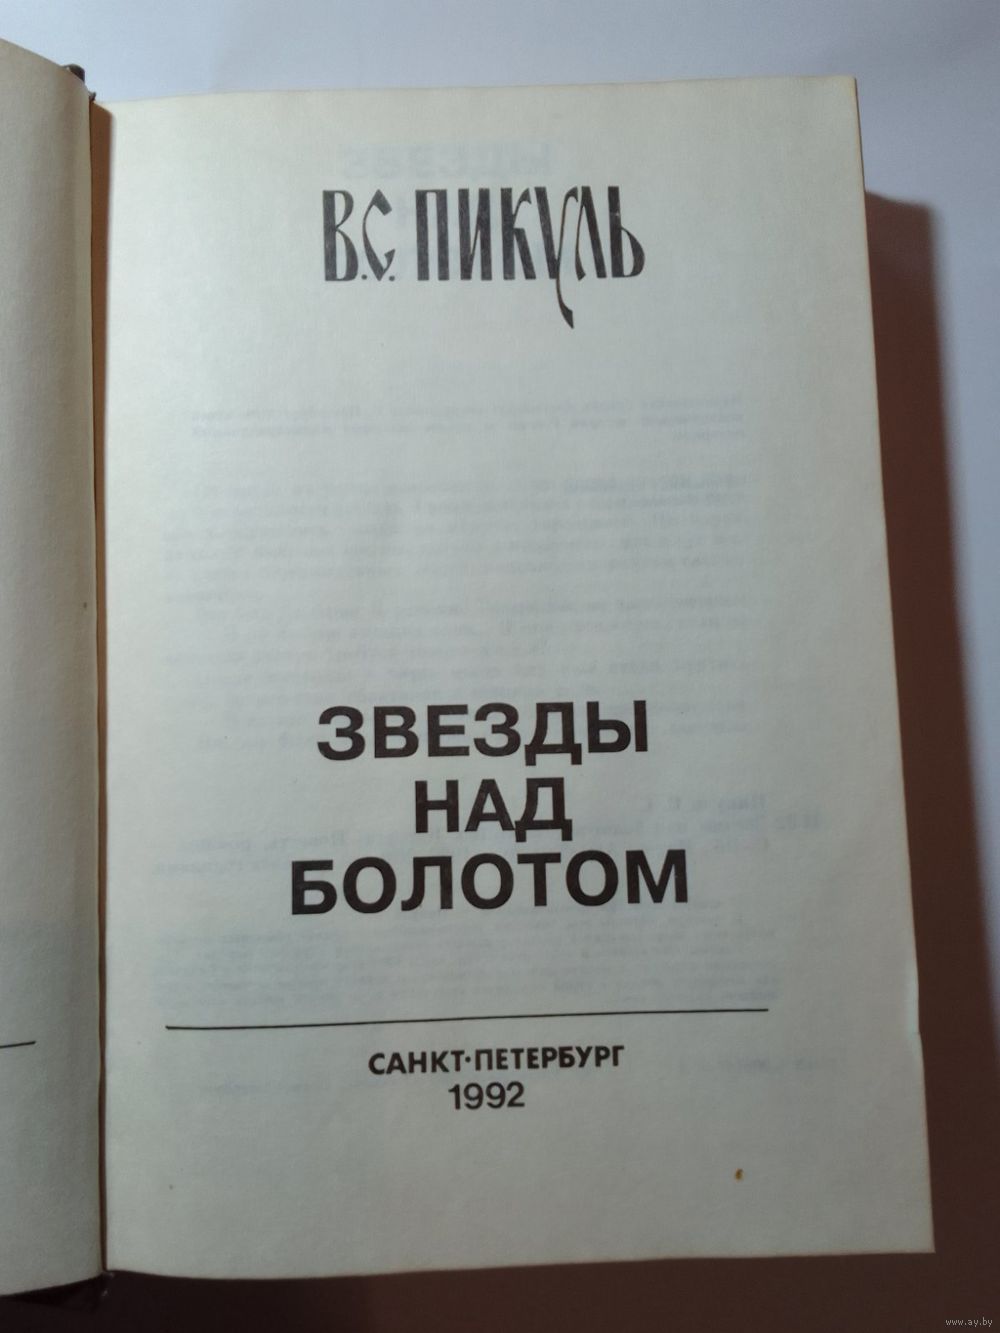 В.С. ПИКУЛЬ
ЗВЕЗДЫ
НАД
БОЛОТОМ
САНКТ·ПЕТЕРБУРГ
1992
www.ay.by